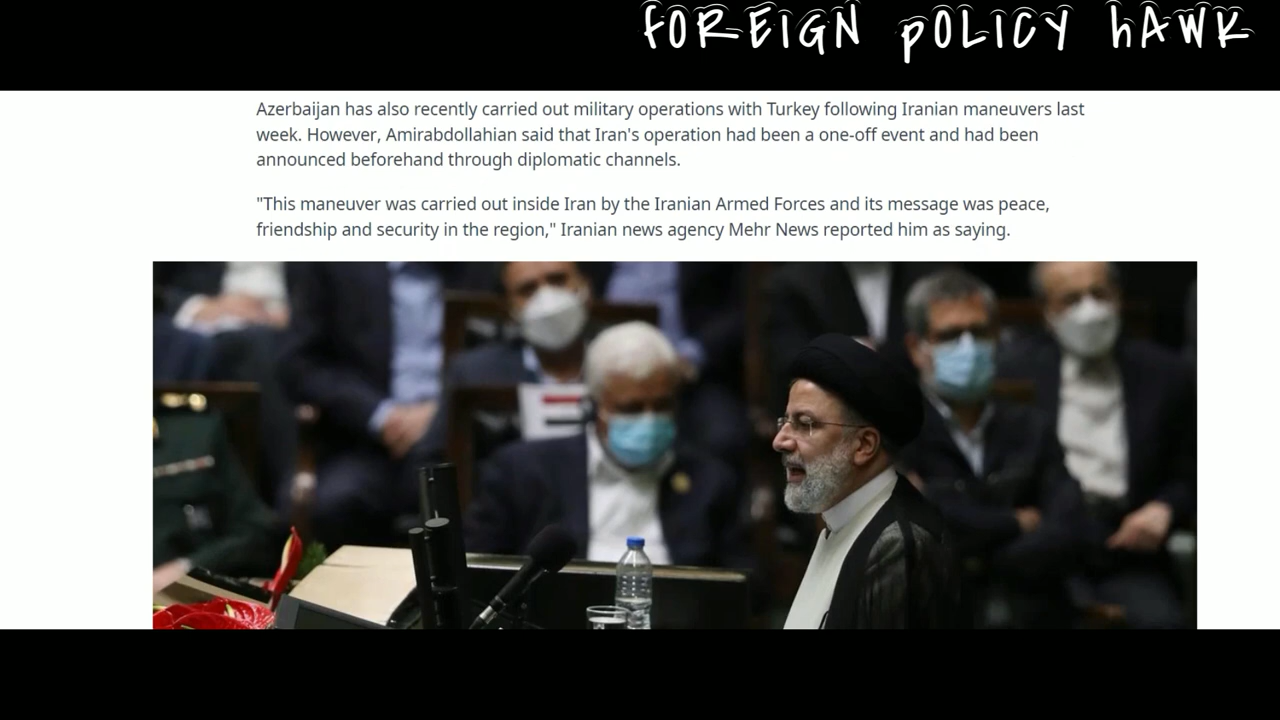 FOREIGN POLICY HAWK
Azerbaijan has also recently carried out military operations with Turkey following Iranian maneuvers last
week. However, Amirabdollahian said that Iran's operation had been a one-off event and had been
announced beforehand through diplomatic channels.
"This maneuver was carried out inside Iran by the Iranian Armed Forces and its message was peace,
friendship and security in the region," Iranian news agency Mehr News reported him as saying.